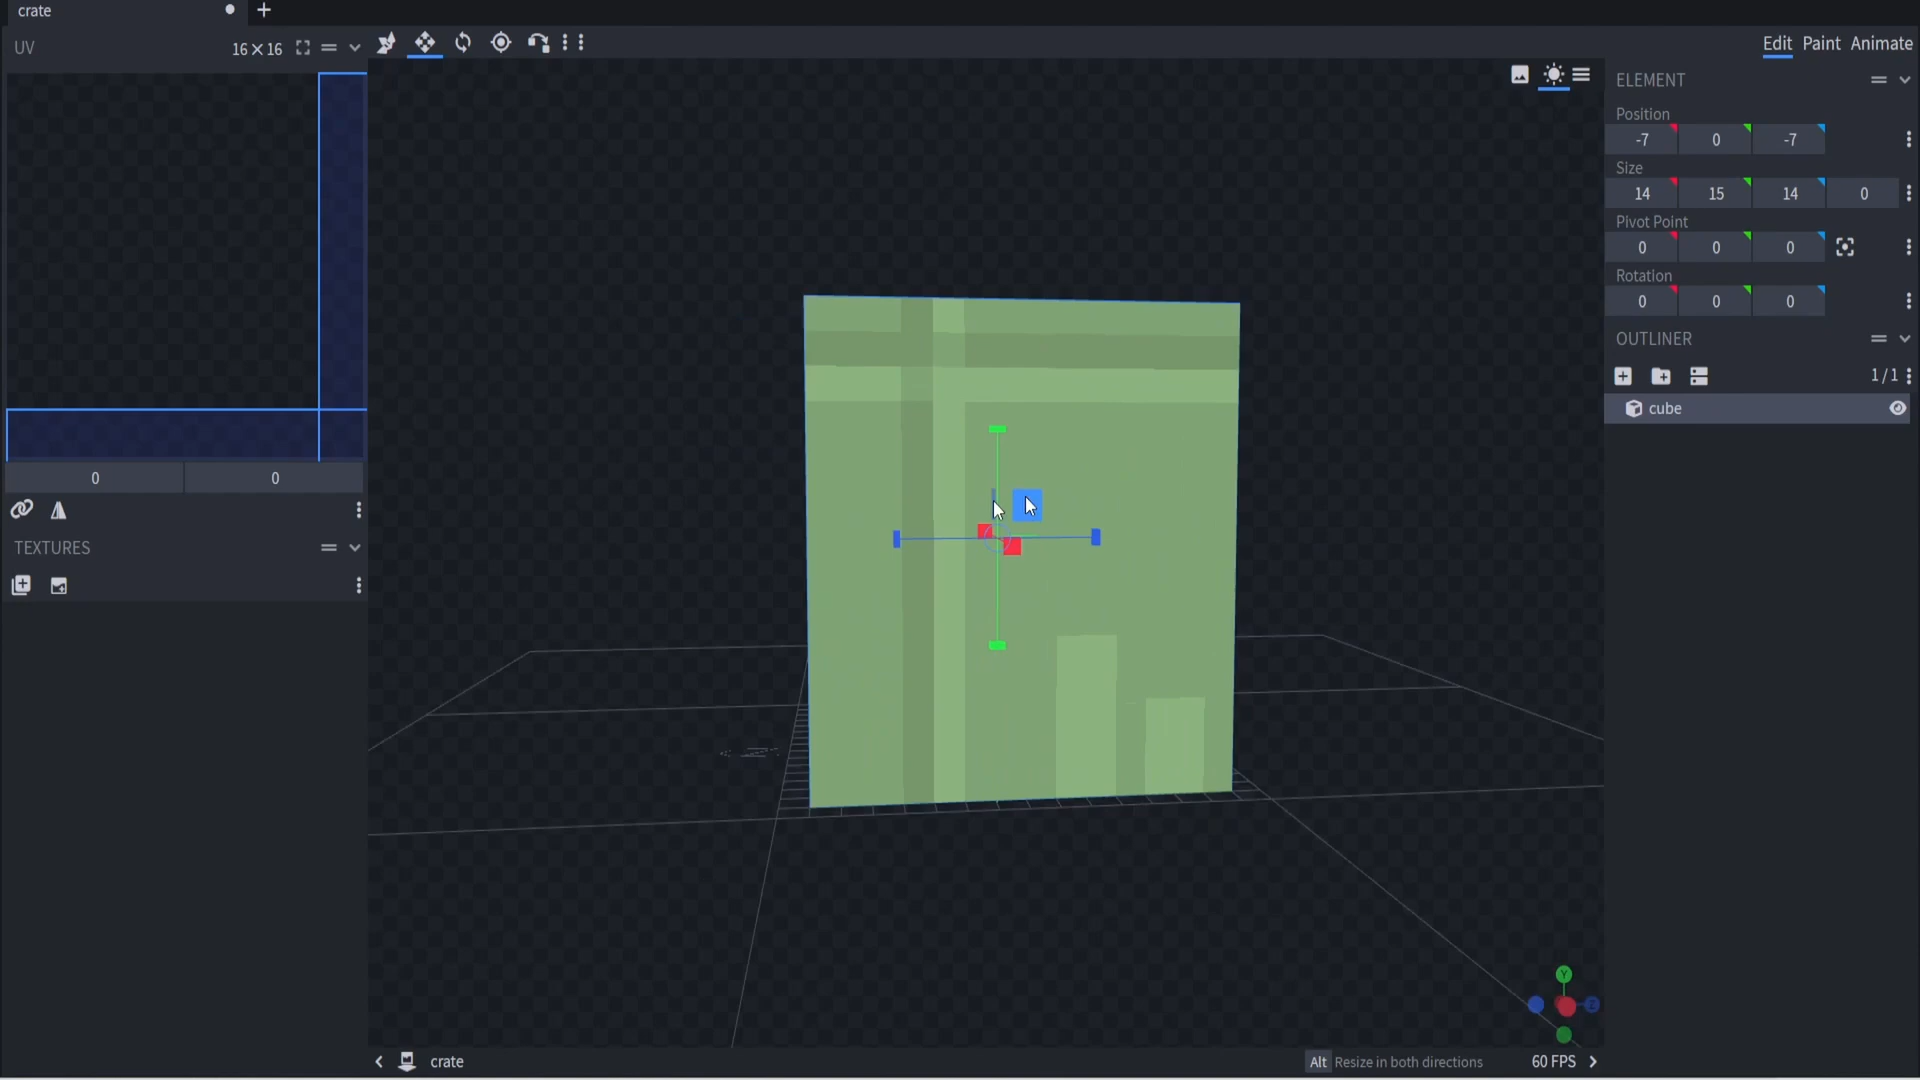 crate
UV
16×16
Edit Paint Animate
ELEMENT
Position
-7 0 -7
Size
14 15 14 0
Pivot Point
0 0 0
Rotation
0 0 0
OUTLINER
1/1
cube
0 0
TEXTURES
Y
Z
crate
Alt Resize in both directions
60 FPS